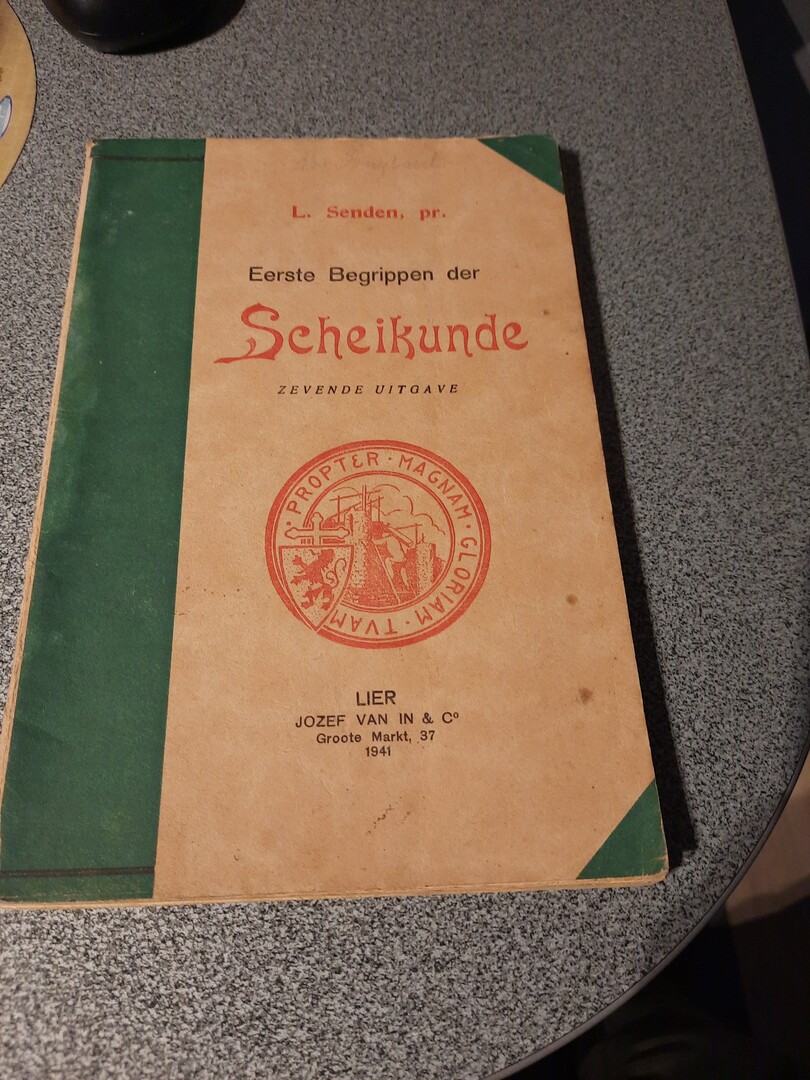 L. Senden, pr.
Eerste Begrippen der
Scheikunde
ZEVENDE UITGAVE
PROPTER · MAGNAM · GLORIAM · TVAM
LIER
JOZEF VAN IN & Cº
Groote Markt, 37
1941